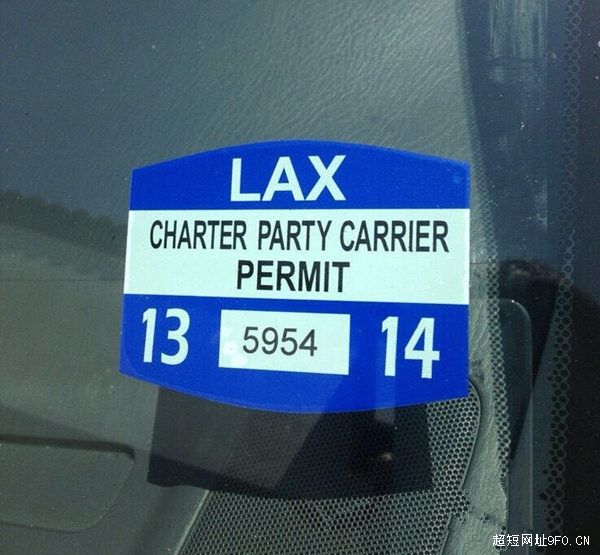 LAX
CHARTER PARTY CARRIER
PERMIT
13 5954 14
超短网址9FO.CN